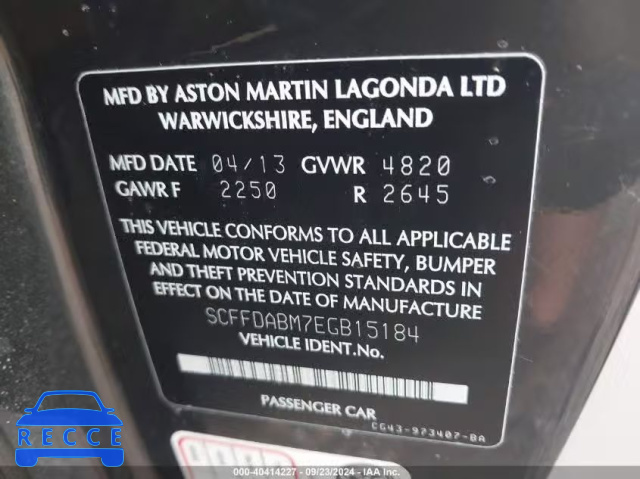 MFD BY ASTON MARTIN LAGONDA LTD
WARWICKSHIRE, ENGLAND
MFD DATE 04/13 GVWR 4820
GAWR F 2250 R 2645
THIS VEHICLE CONFORMS TO ALL APPLICABLE
FEDERAL MOTOR VEHICLE SAFETY, BUMPER
AND THEFT PREVENTION STANDARDS IN
EFFECT ON THE DATE OF MANUFACTURE
SCFFDABM7EGB15184
VEHICLE IDENT.No.
PASSENGER CAR
CG43-973407-BA
RECCE
000-40414227 - 09/23/2024 - IAA Inc.